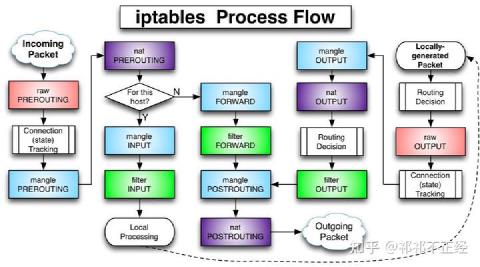 iptables Process Flow
Incoming
Packet
raw
PREROUTING
Connection
(state)
Tracking
mangle
PREROUTING
nat
PREROUTING
For this
host?
N
Y
mangle
INPUT
filter
INPUT
Local
Processing
mangle
FORWARD
filter
FORWARD
mangle
POSTROUTING
nat
POSTROUTING
mangle
OUTPUT
nat
OUTPUT
Routing
Decision
filter
OUTPUT
Outgoing
Packet
Locally-
generated
Packet
Routing
Decision
raw
OUTPUT
Connection
(state)
Tracking
知乎 @祁祁不正经